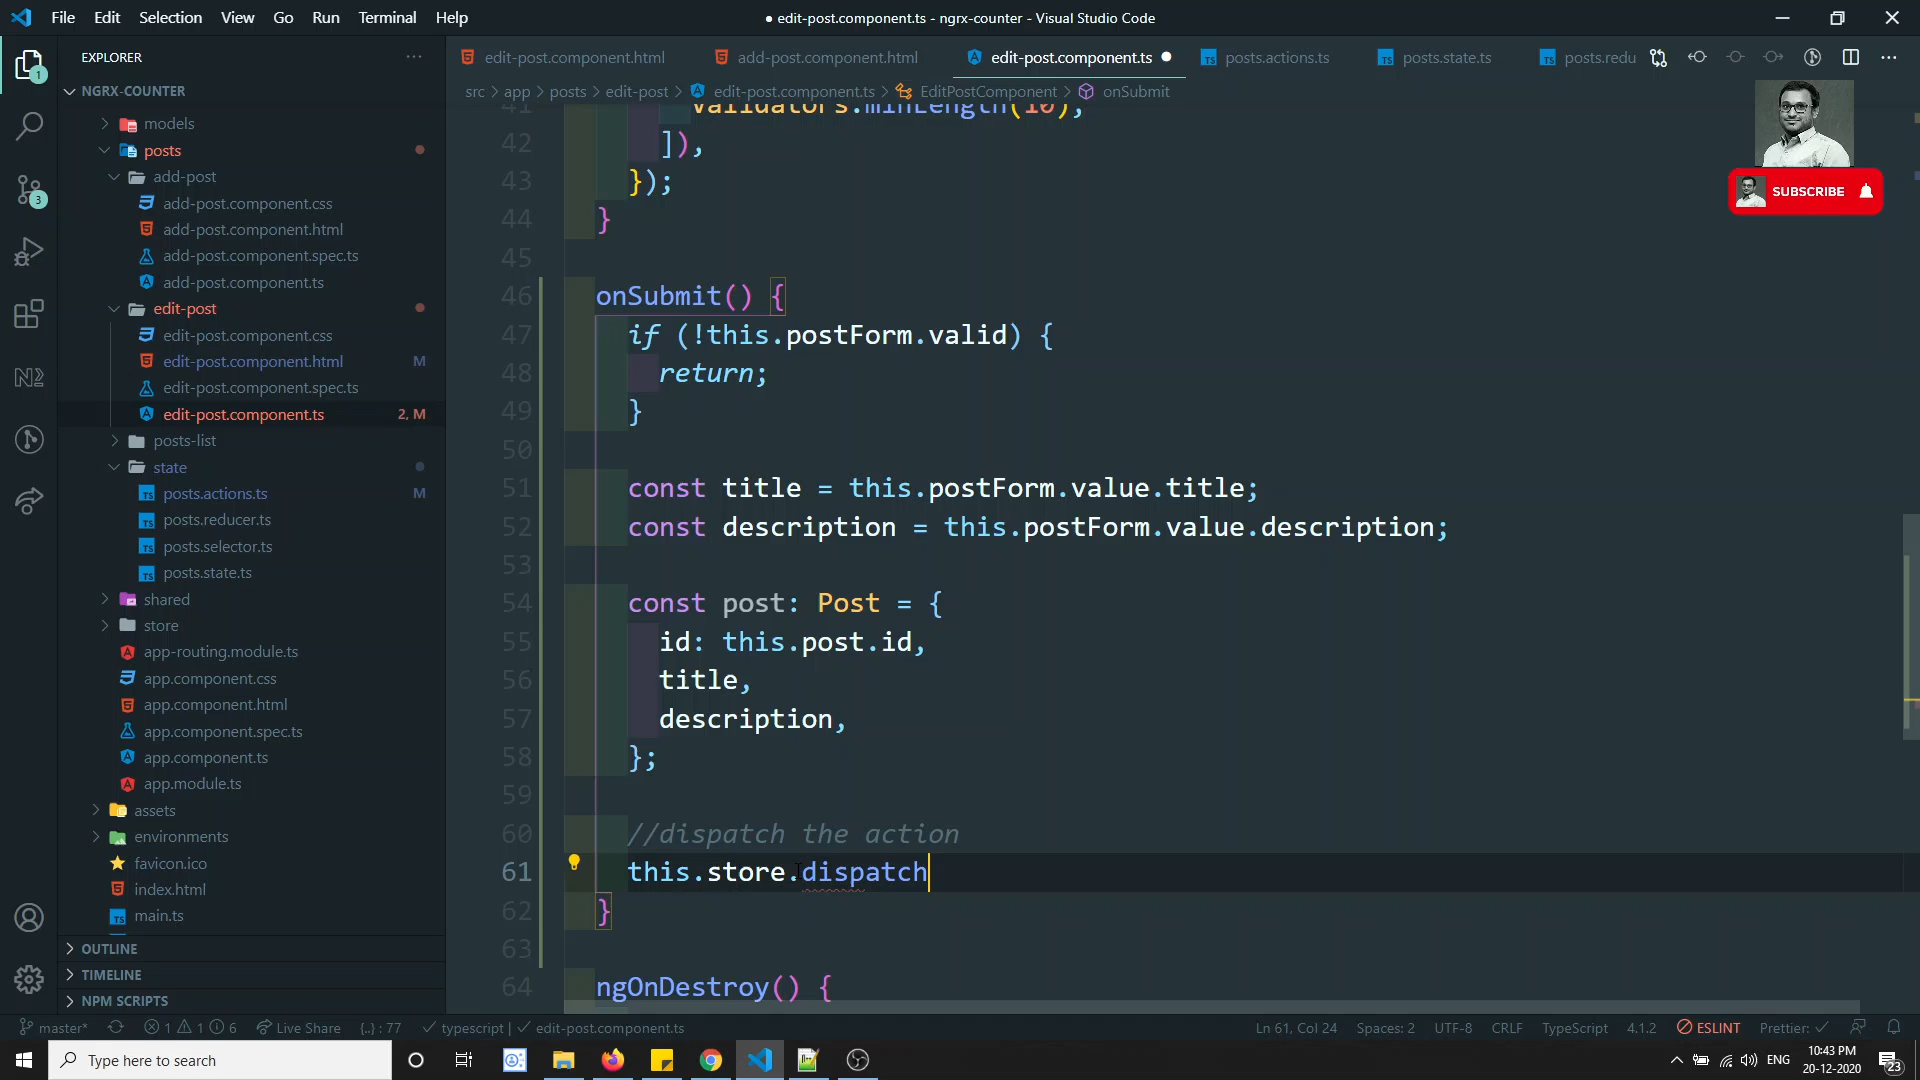 File Edit Selection View Go Run Terminal Help
● edit-post.component.ts - ngrx-counter - Visual Studio Code
EXPLORER
NGRX-COUNTER
models
posts
add-post
add-post.component.css
add-post.component.html
add-post.component.spec.ts
add-post.component.ts
edit-post
edit-post.component.css
edit-post.component.html M
edit-post.component.spec.ts
edit-post.component.ts 2, M
posts-list
state
posts.actions.ts M
posts.reducer.ts
posts.selector.ts
posts.state.ts
shared
store
app-routing.module.ts
app.component.css
app.component.html
app.component.spec.ts
app.component.ts
app.module.ts
assets
environments
favicon.ico
index.html
main.ts
OUTLINE
TIMELINE
NPM SCRIPTS
edit-post.component.html add-post.component.html edit-post.component.ts posts.actions.ts posts.state.ts posts.redu
src > app > posts > edit-post > edit-post.component.ts > EditPostComponent > onSubmit
41 Validators.minLength(10),
42 ]),
43 });
44 }
45
46 onSubmit() {
47 if (!this.postForm.valid) {
48 return;
49 }
50
51 const title = this.postForm.value.title;
52 const description = this.postForm.value.description;
53
54 const post: Post = {
55 id: this.post.id,
56 title,
57 description,
58 };
59
60 //dispatch the action
61 this.store.dispatch
62 }
63
64 ngOnDestroy() {
SUBSCRIBE
1
3
master* 1 1 6 Live Share {..} : 77 typescript | edit-post.component.ts
Ln 61, Col 24 Spaces: 2 UTF-8 CRLF TypeScript 4.1.2 ESLINT Prettier: ✓
Type here to search
ENG
10:43 PM
20-12-2020
23